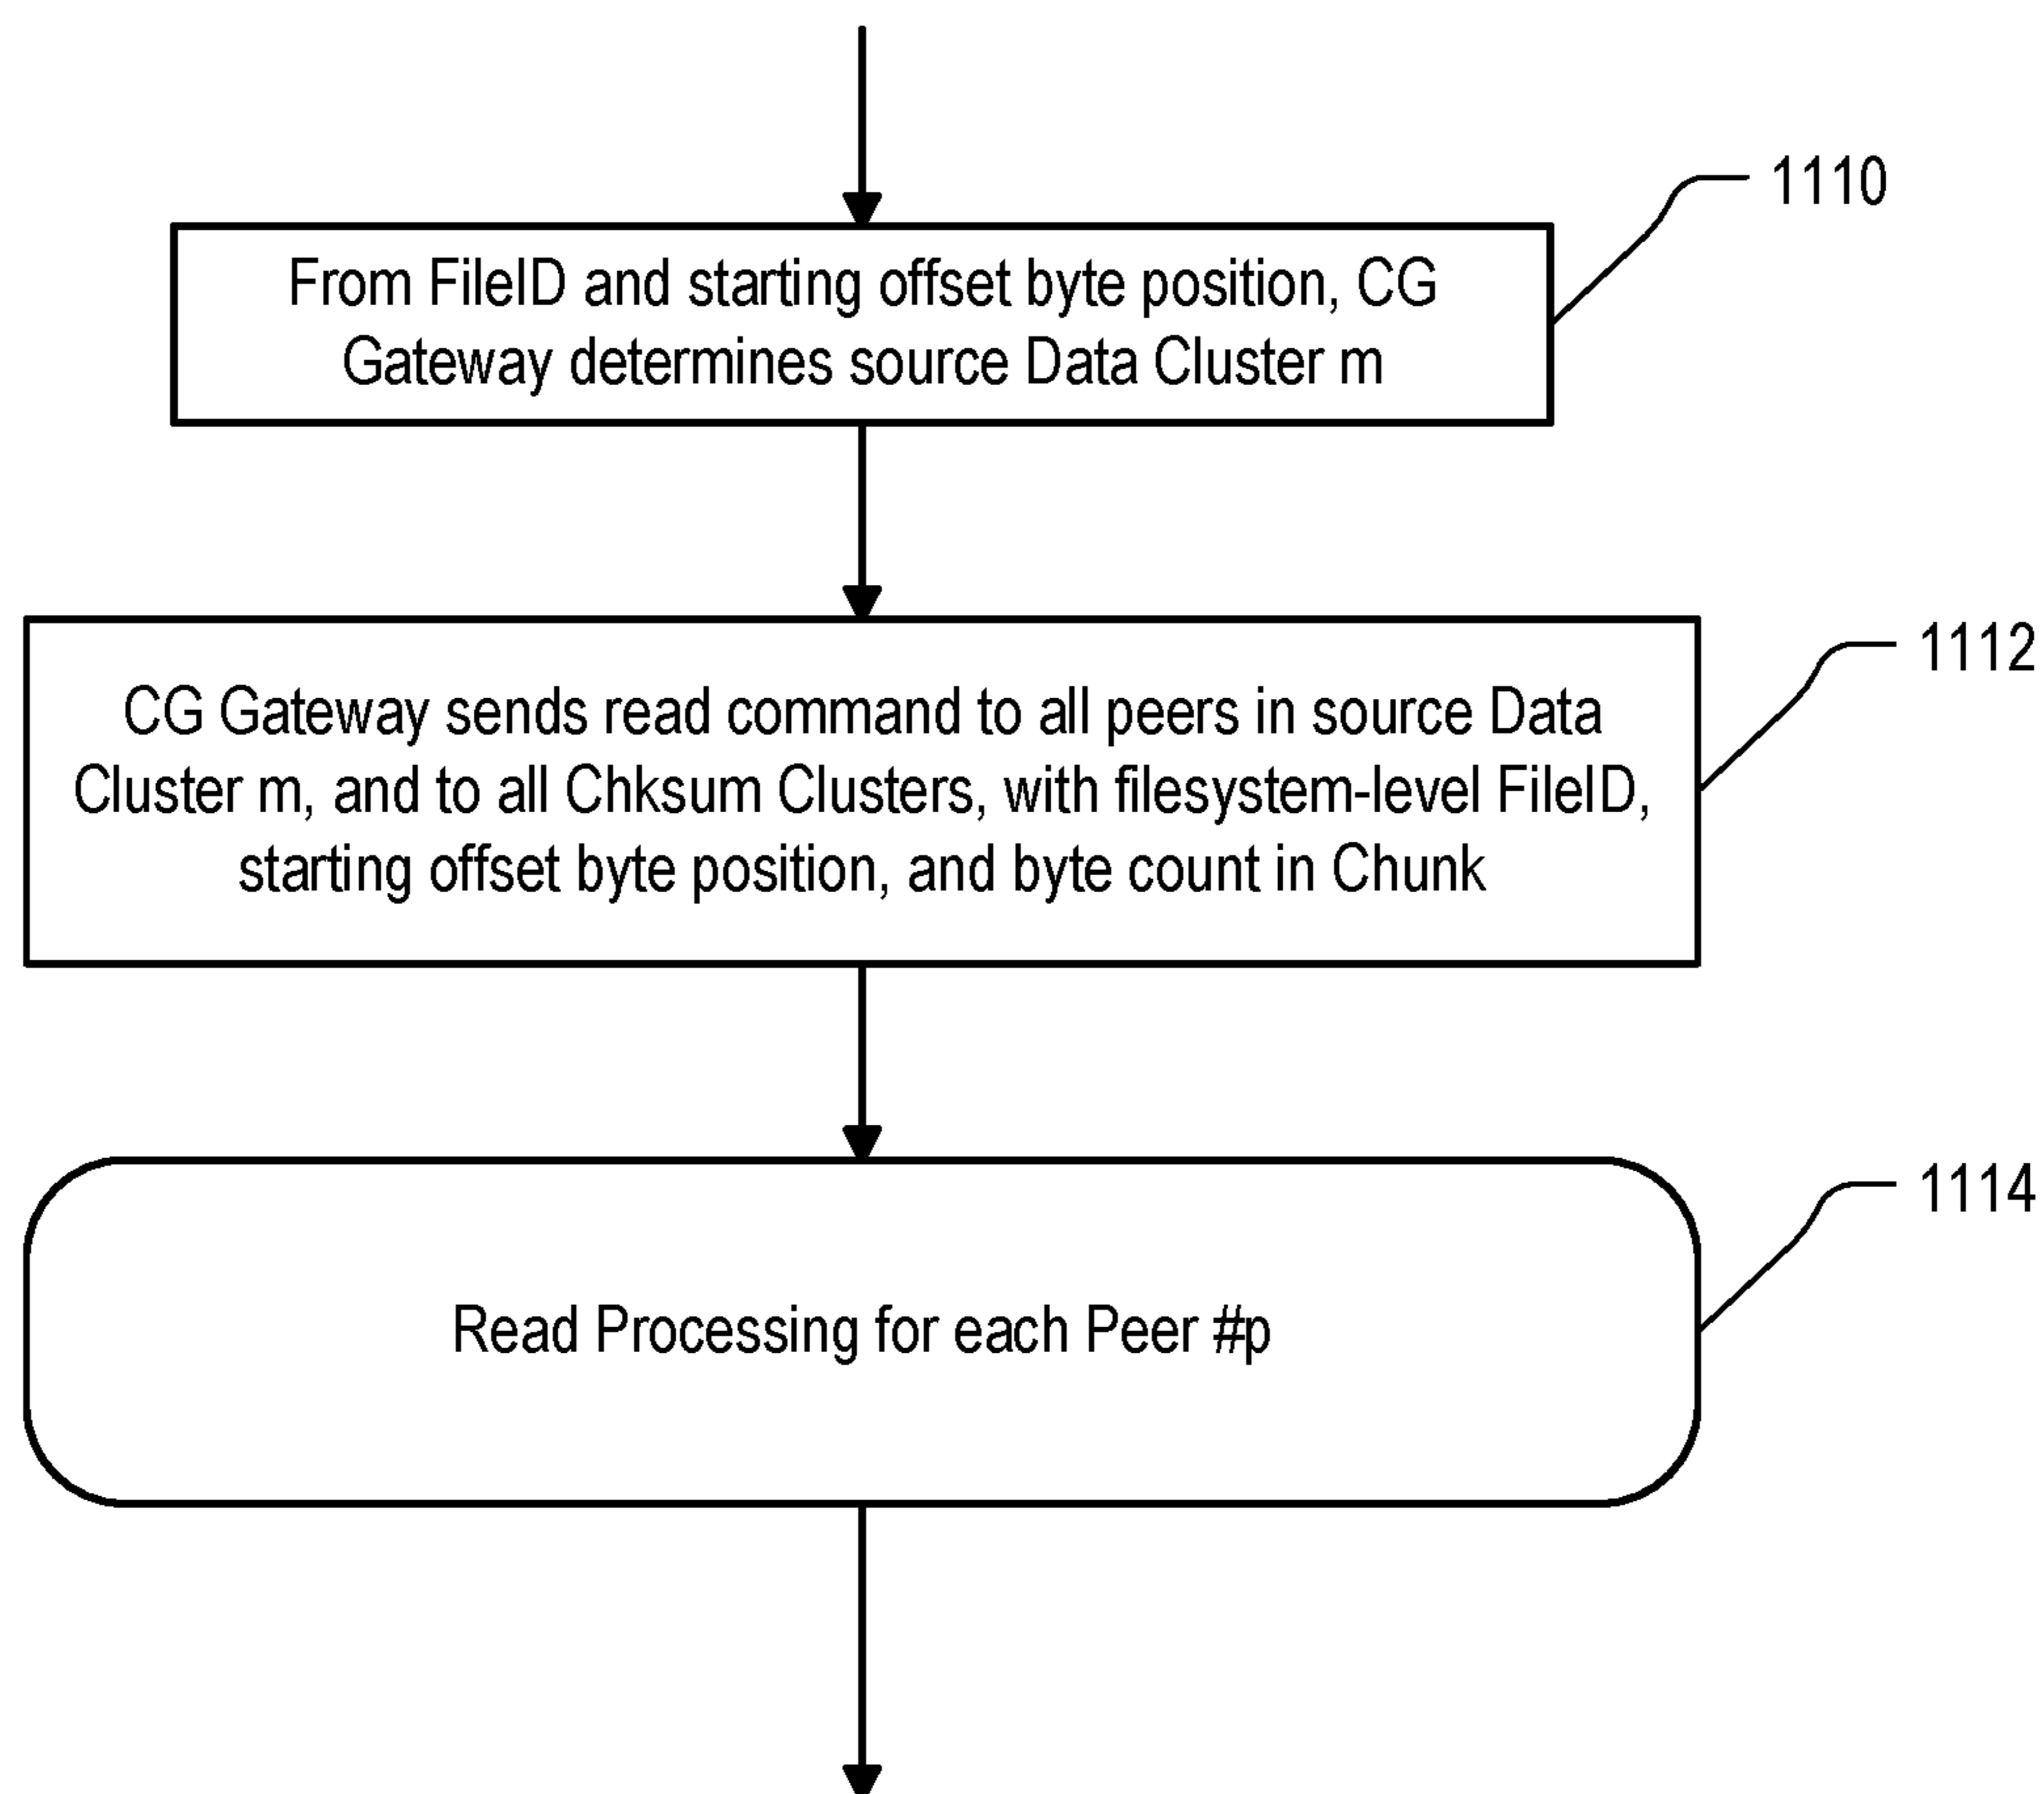 1110
From FileID and starting offset byte position, CG
Gateway determines source Data Cluster m
1112
CG Gateway sends read command to all peers in source Data
Cluster m, and to all Chksum Clusters, with filesystem-level FileID,
starting offset byte position, and byte count in Chunk
1114
Read Processing for each Peer #p